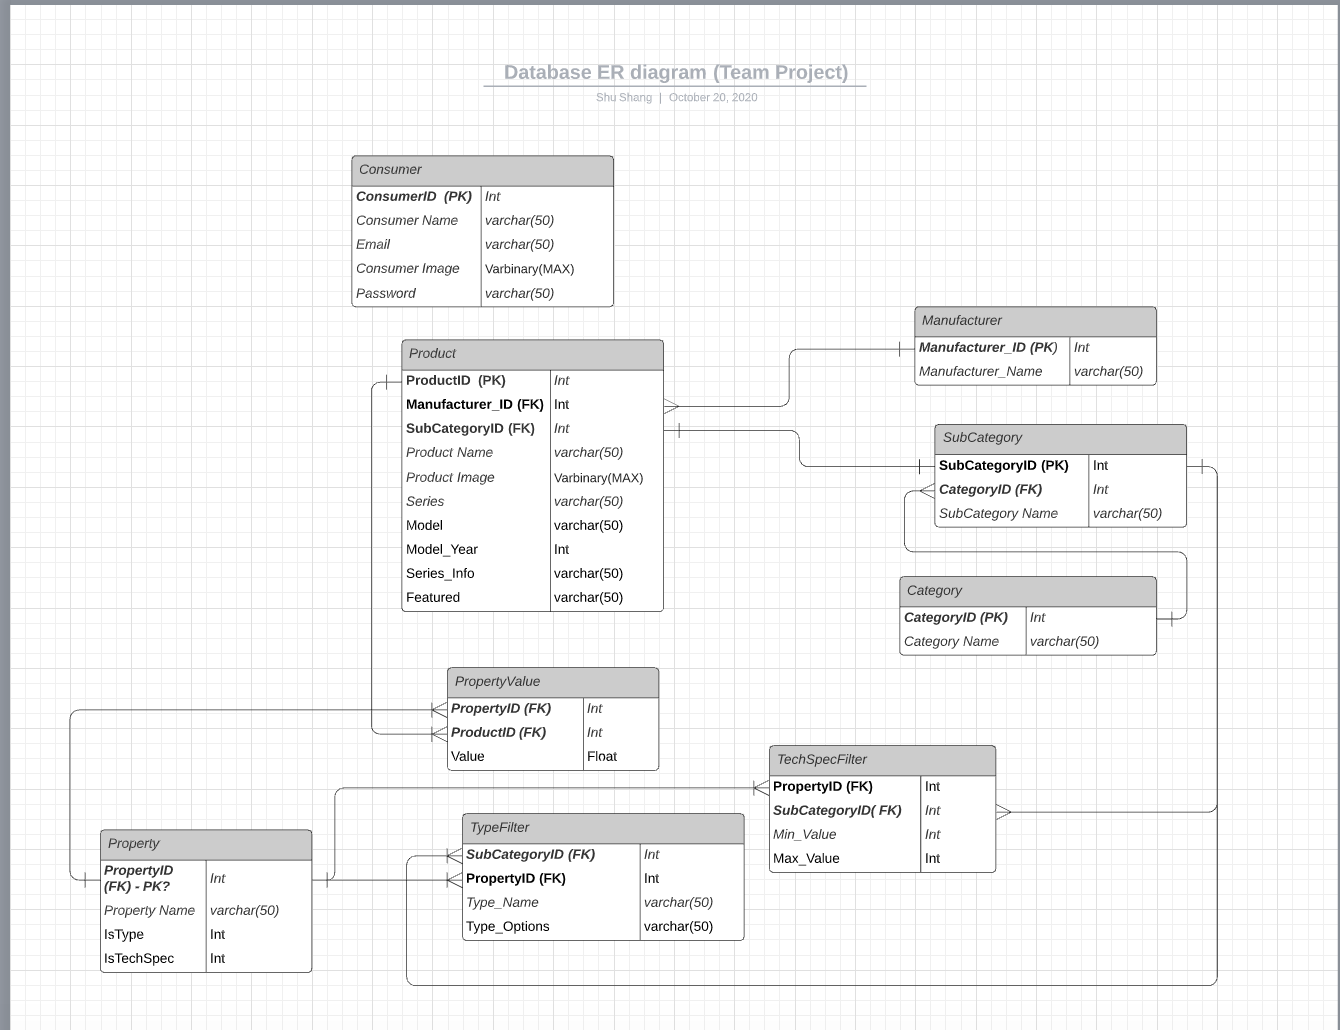 Database ER diagram (Team Project)
Shu Shang | October 20, 2020
Consumer
ConsumerID (PK) Int
Consumer Name varchar(50)
Email varchar(50)
Consumer Image Varbinary(MAX)
Password varchar(50)
Manufacturer
Manufacturer_ID (PK) Int
Manufacturer_Name varchar(50)
Product
ProductID (PK) Int
Manufacturer_ID (FK) Int
SubCategoryID (FK) Int
Product Name varchar(50)
Product Image Varbinary(MAX)
Series varchar(50)
Model varchar(50)
Model_Year Int
Series_Info varchar(50)
Featured varchar(50)
SubCategory
SubCategoryID (PK) Int
CategoryID (FK) Int
SubCategory Name varchar(50)
Category
CategoryID (PK) Int
Category Name varchar(50)
PropertyValue
PropertyID (FK) Int
ProductID (FK) Int
Value Float
TechSpecFilter
PropertyID (FK) Int
SubCategoryID( FK) Int
Min_Value Int
Max_Value Int
TypeFilter
SubCategoryID (FK) Int
PropertyID (FK) Int
Type_Name varchar(50)
Type_Options varchar(50)
Property
PropertyID
(FK) - PK? Int
Property Name varchar(50)
IsType Int
IsTechSpec Int